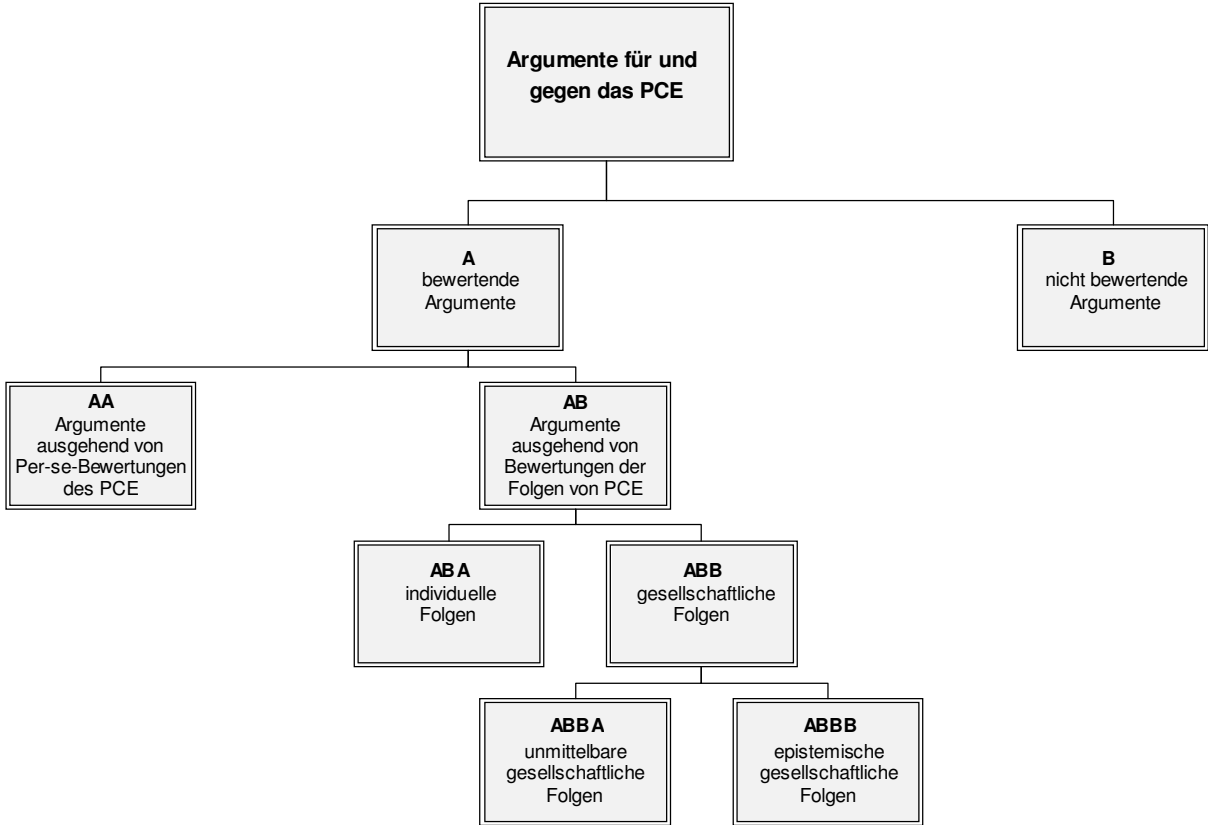 Argumente für und
gegen das PCE
A
bewertende
Argumente
B
nicht bewertende
Argumente
AA
Argumente
ausgehend von
Per-se-Bewertungen
des PCE
AB
Argumente
ausgehend von
Bewertungen der
Folgen von PCE
ABA
individuelle
Folgen
ABB
gesellschaftliche
Folgen
ABBA
unmittelbare
gesellschaftliche
Folgen
ABBB
epistemische
gesellschaftliche
Folgen